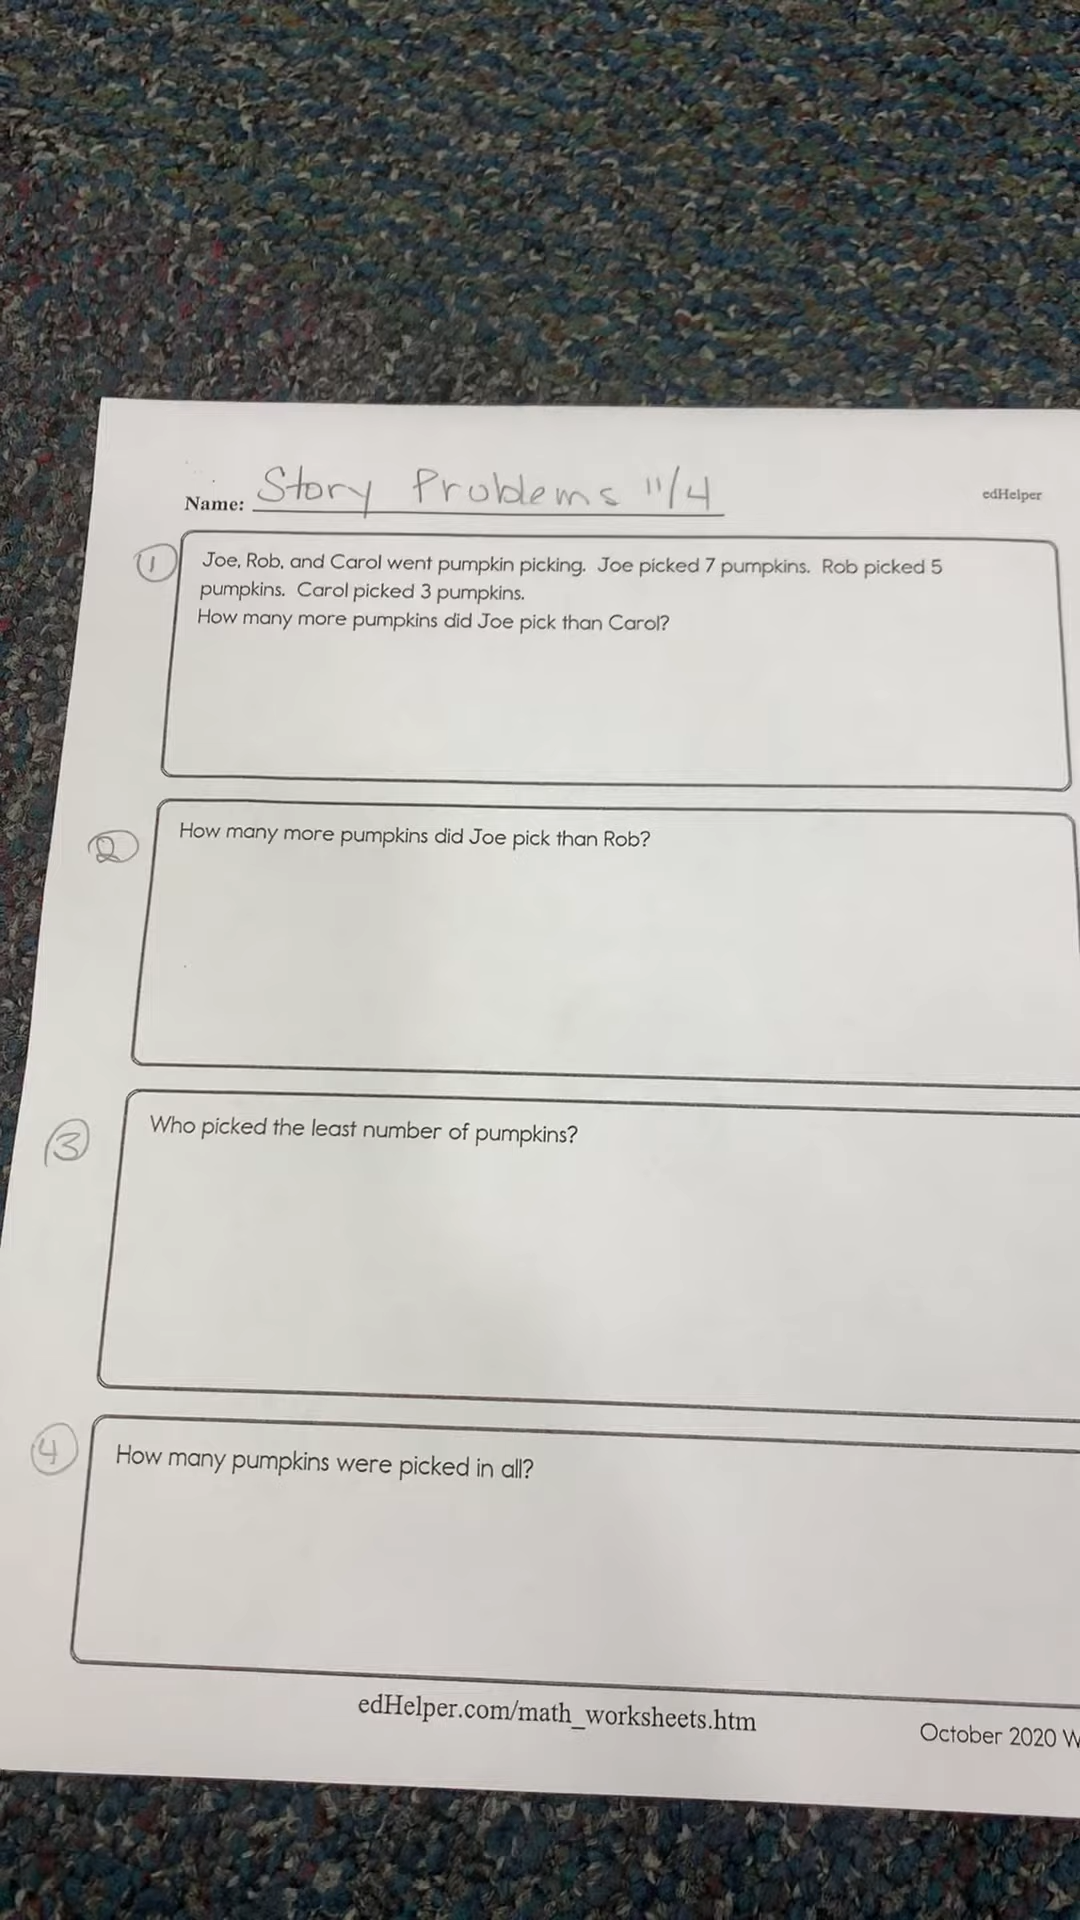 Name: Story Problems 11/4
edHelper
1 Joe, Rob, and Carol went pumpkin picking. Joe picked 7 pumpkins. Rob picked 5
pumpkins. Carol picked 3 pumpkins.
How many more pumpkins did Joe pick than Carol?
2 How many more pumpkins did Joe pick than Rob?
3 Who picked the least number of pumpkins?
4 How many pumpkins were picked in all?
edHelper.com/math_worksheets.htm
October 2020 W